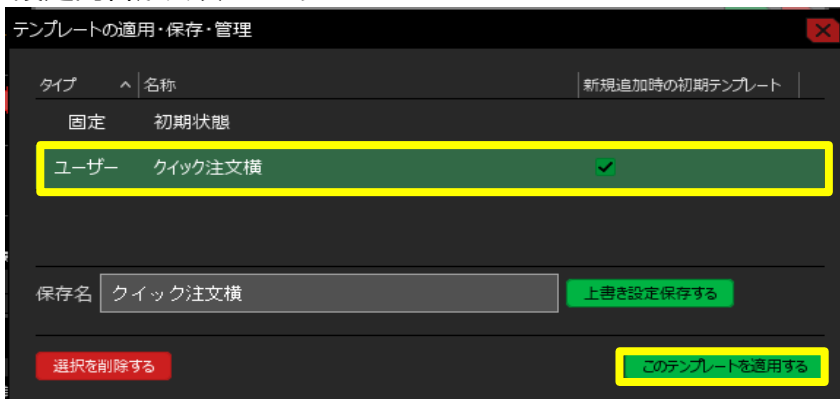 テンプレートの適用・保存・管理
タイプ ^ 名称 新規追加時の初期テンプレート
固定 初期状態
ユーザー クイック注文横
保存名 クイック注文横 上書き設定保存する
選択を削除する このテンプレートを適用する